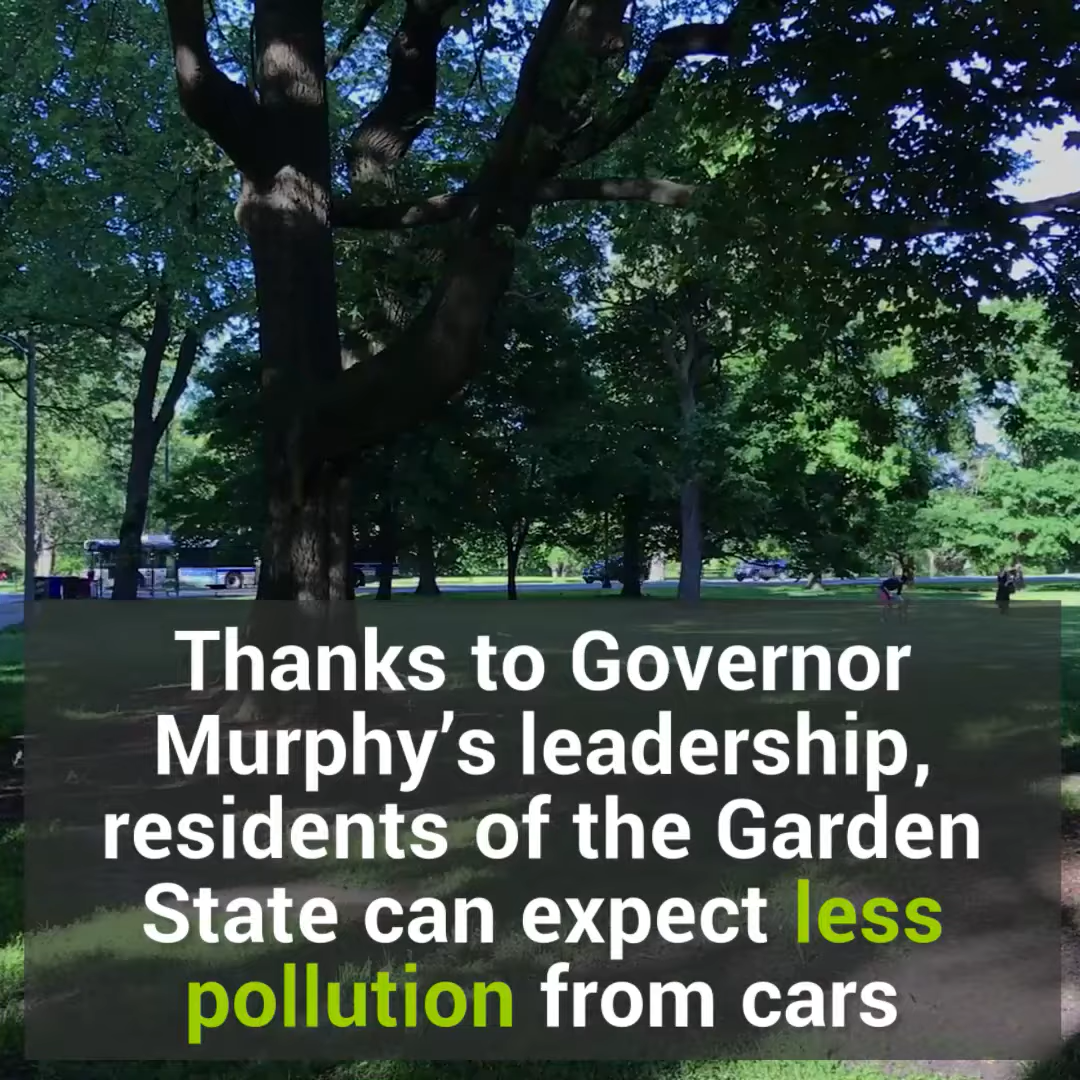 Thanks to Governor
Murphy’s leadership,
residents of the Garden
State can expect less
pollution from cars